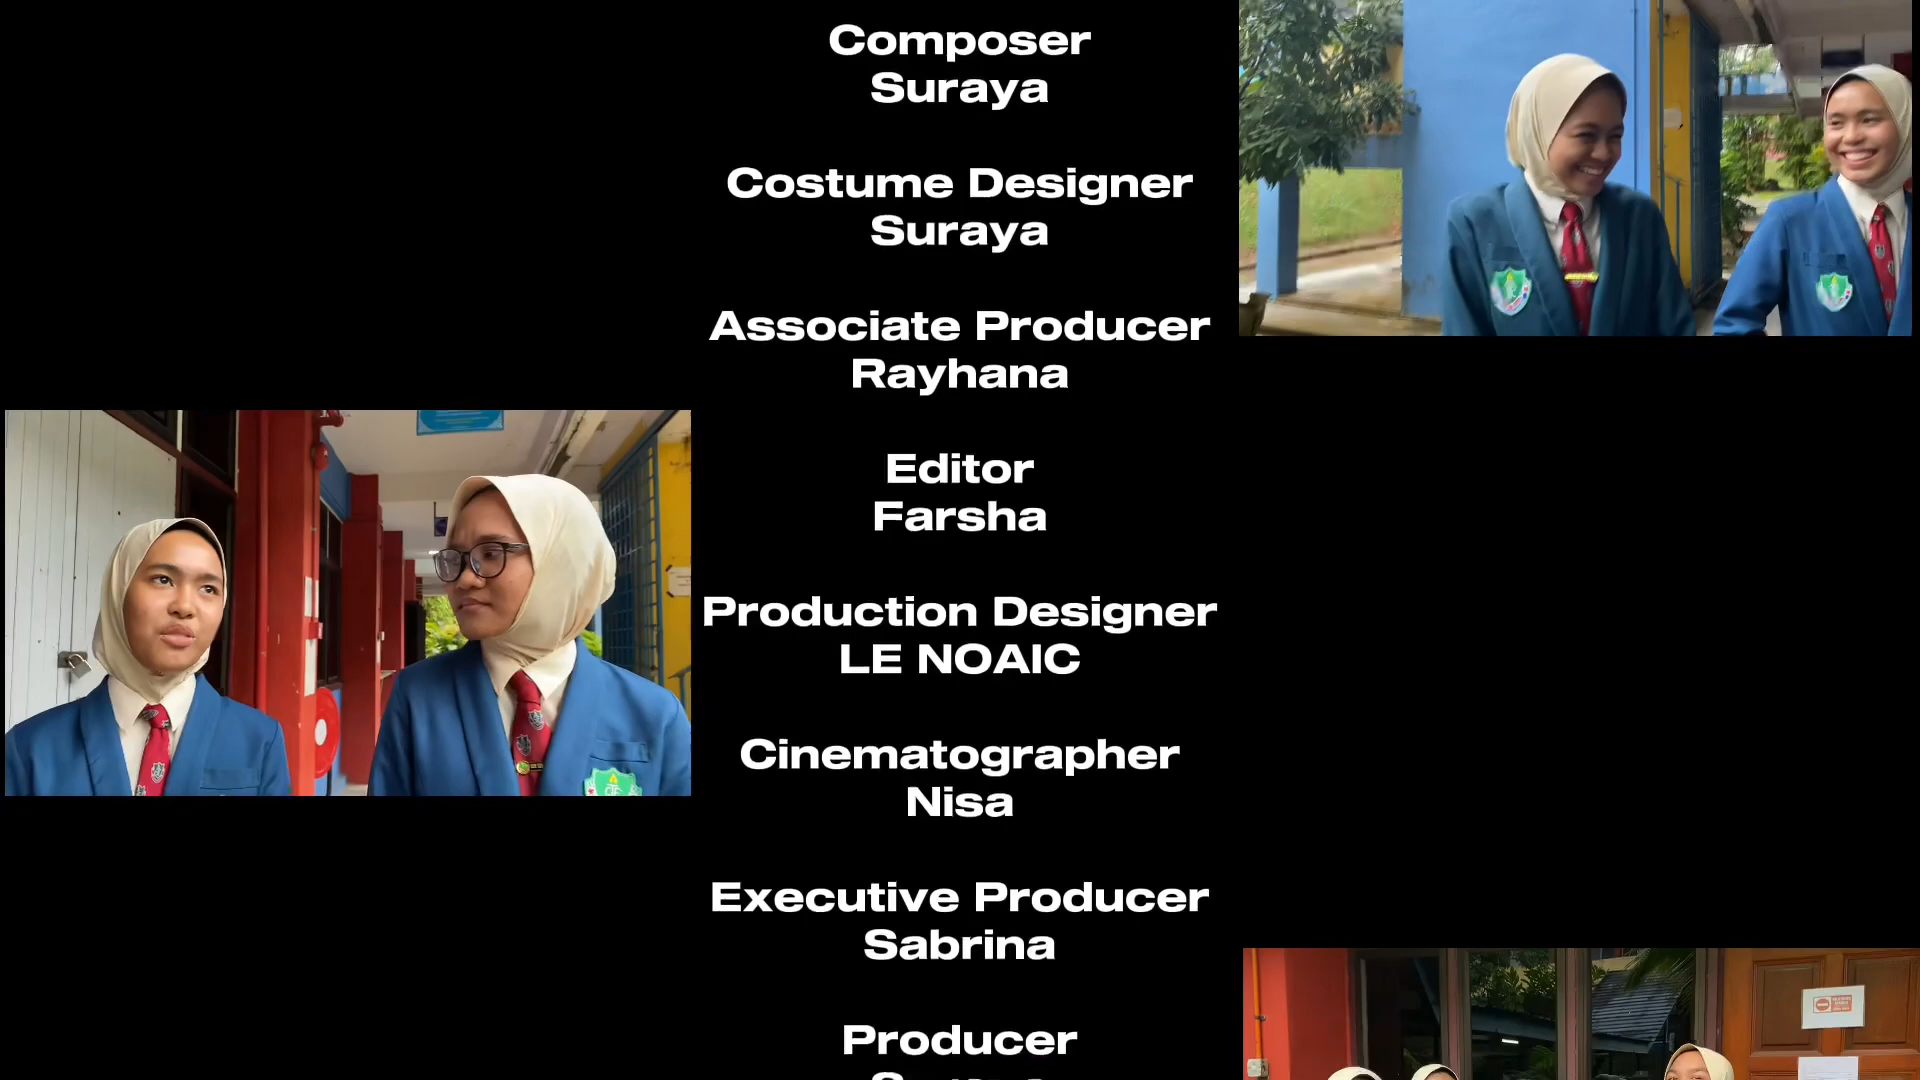 Composer
Suraya
Costume Designer
Suraya
Associate Producer
Rayhana
Editor
Farsha
Production Designer
LE NOAIC
Cinematographer
Nisa
Executive Producer
Sabrina
Producer